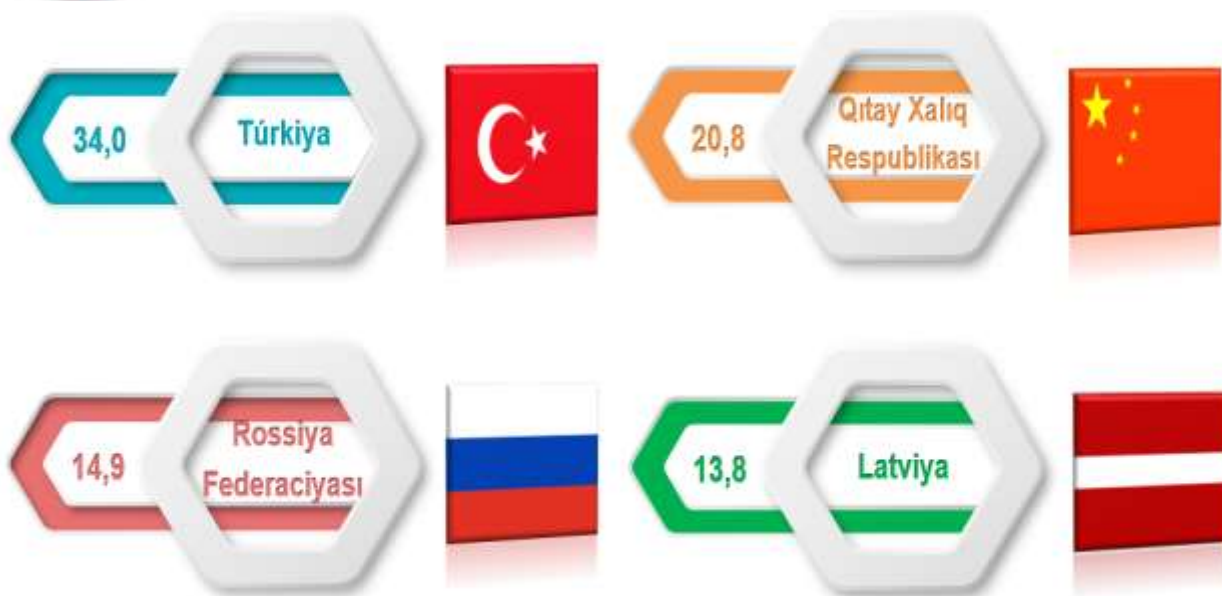 34,0
Túrkiya
20,8
Qıtay Xalıq
Respublikası
14,9
Rossiya
Federaciyası
13,8
Latviya